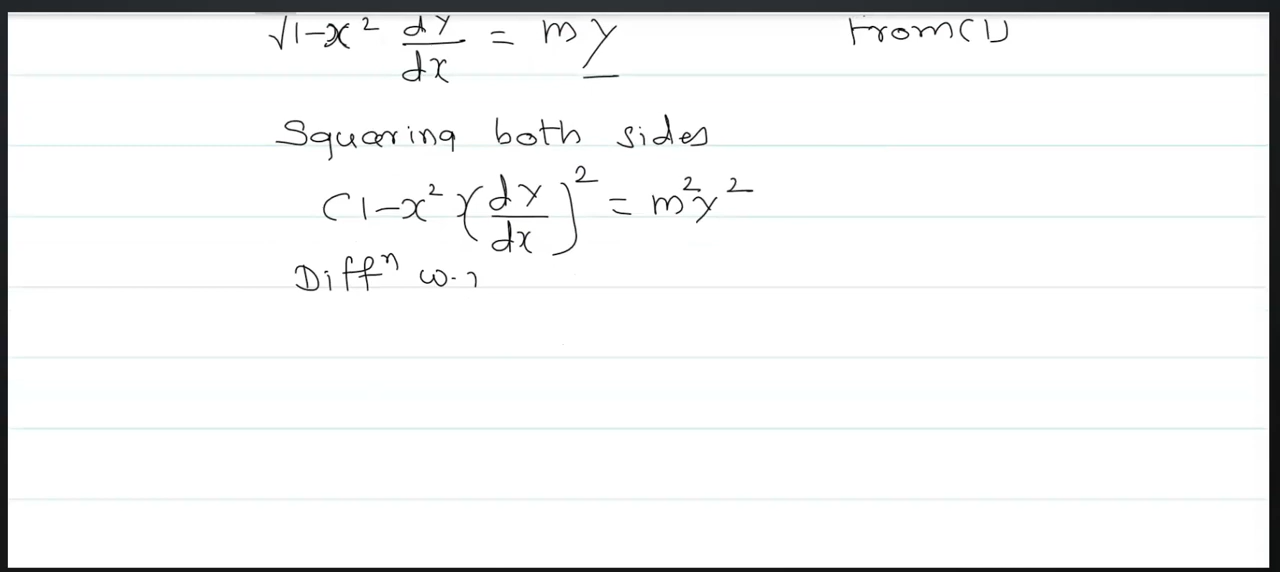 √1-x² dy/dx = my From (1)
Squaring both sides
(1-x²)(dy/dx)² = m²y²
Diffⁿ w.